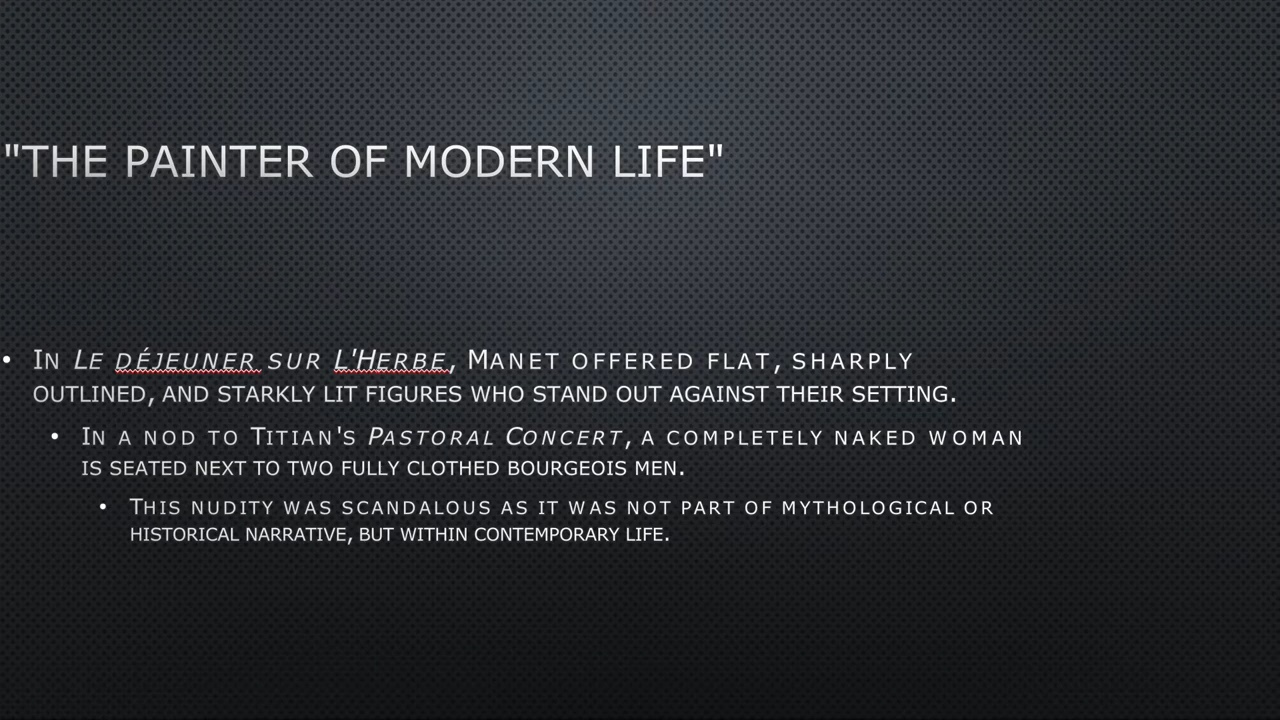 "THE PAINTER OF MODERN LIFE"
• IN LE DÉJEUNER SUR L'HERBE, MANET OFFERED FLAT, SHARPLY
OUTLINED, AND STARKLY LIT FIGURES WHO STAND OUT AGAINST THEIR SETTING.
• IN A NOD TO TITIAN'S PASTORAL CONCERT, A COMPLETELY NAKED WOMAN
IS SEATED NEXT TO TWO FULLY CLOTHED BOURGEOIS MEN.
• THIS NUDITY WAS SCANDALOUS AS IT WAS NOT PART OF MYTHOLOGICAL OR
HISTORICAL NARRATIVE, BUT WITHIN CONTEMPORARY LIFE.